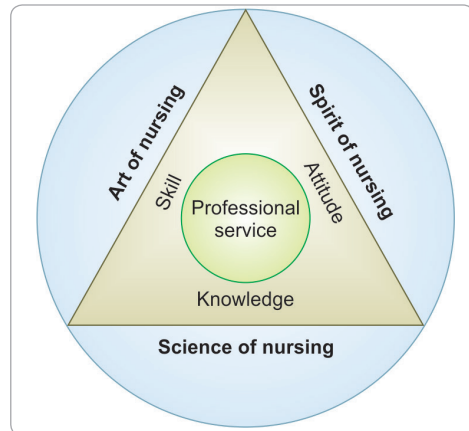 Art of nursing
Spirit of nursing
Skill
Attitude
Professional
service
Knowledge
Science of nursing